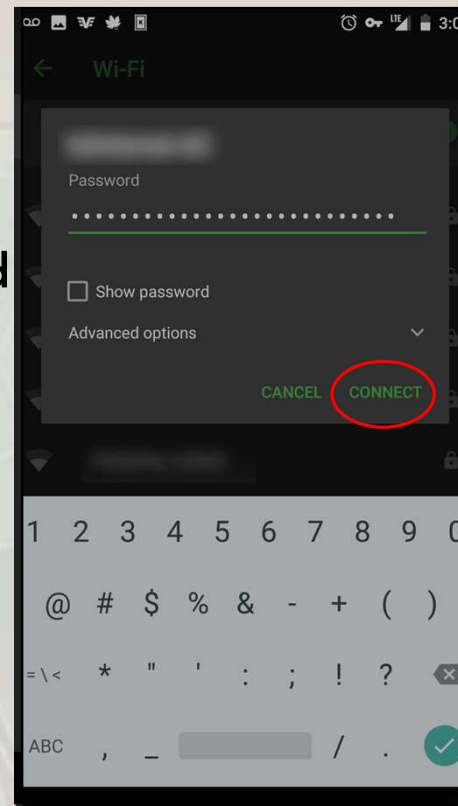 LTE 3:0
Wi-Fi
Password
............................
Show password
Advanced options
CANCEL CONNECT
1 2 3 4 5 6 7 8 9 0
@ # $ % & - + ( )
= \ < * " ' : ; ! ?
ABC , _ / .